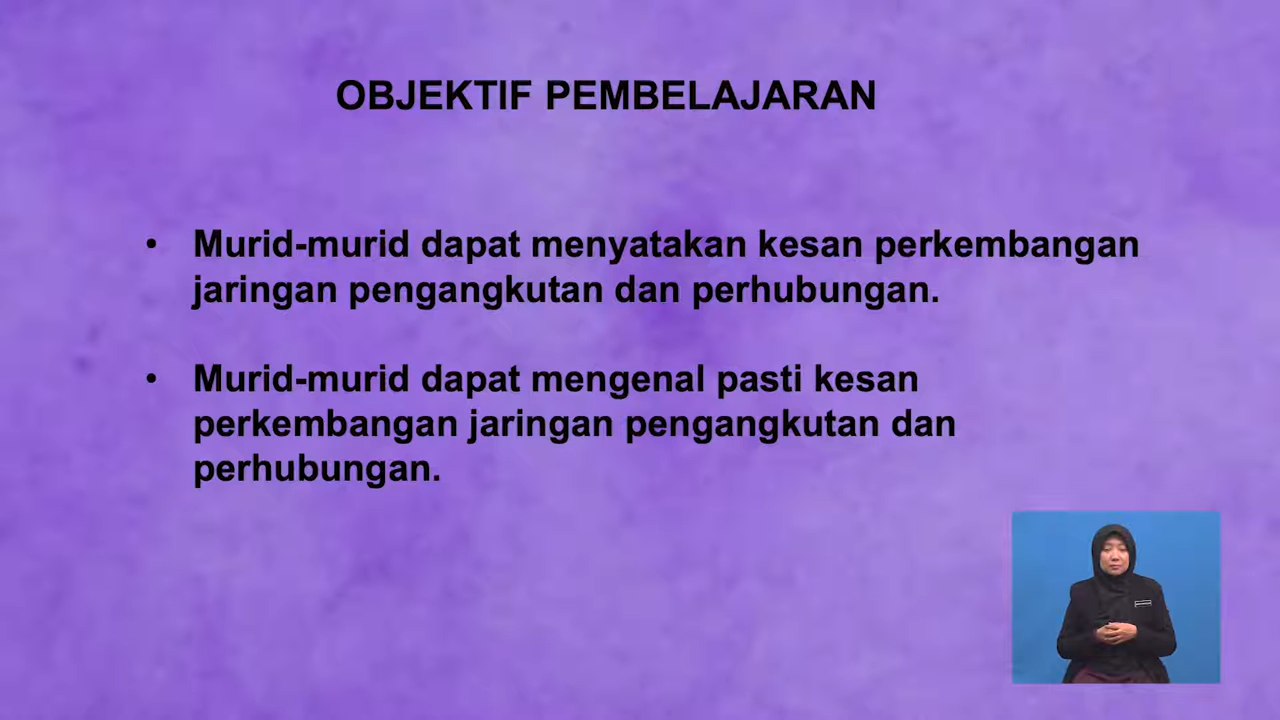 OBJEKTIF PEMBELAJARAN
• Murid-murid dapat menyatakan kesan perkembangan
jaringan pengangkutan dan perhubungan.
• Murid-murid dapat mengenal pasti kesan
perkembangan jaringan pengangkutan dan
perhubungan.